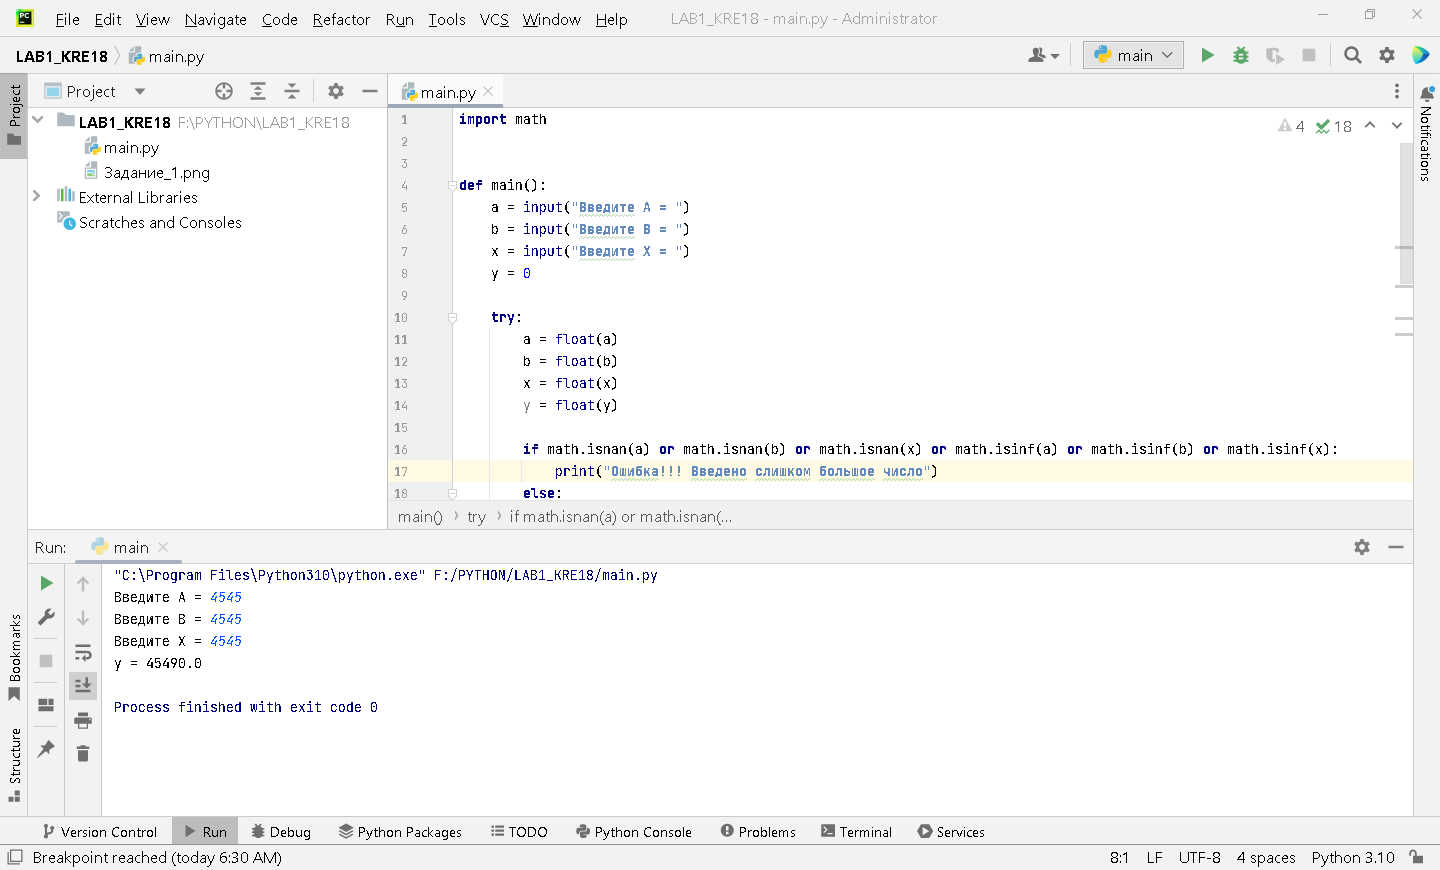 File Edit View Navigate Code Refactor Run Tools VCS Window Help LAB1_KRE18 - main.py - Administrator
LAB1_KRE18 main.py main
Project
Project
main.py
Notifications
LAB1_KRE18 F:\PYTHON\LAB1_KRE18
main.py
Задание_1.png
External Libraries
Scratches and Consoles
4 18
1 import math
2
3
4 def main():
5 a = input("Введите A = ")
6 b = input("Введите B = ")
7 x = input("Введите X = ")
8 y = 0
9
10 try:
11 a = float(a)
12 b = float(b)
13 x = float(x)
14 y = float(y)
15
16 if math.isnan(a) or math.isnan(b) or math.isnan(x) or math.isinf(a) or math.isinf(b) or math.isinf(x):
17 print("Ошибка!!! Введено слишком большое число")
18 else:
main() try if math.isnan(a) or math.isnan(...
Run: main
"C:\Program Files\Python310\python.exe" F:/PYTHON/LAB1_KRE18/main.py
Введите A = 4545
Введите B = 4545
Введите X = 4545
y = 45490.0
Process finished with exit code 0
Bookmarks
Structure
Version Control Run Debug Python Packages TODO Python Console Problems Terminal Services
Breakpoint reached (today 6:30 AM) 8:1 LF UTF-8 4 spaces Python 3.10